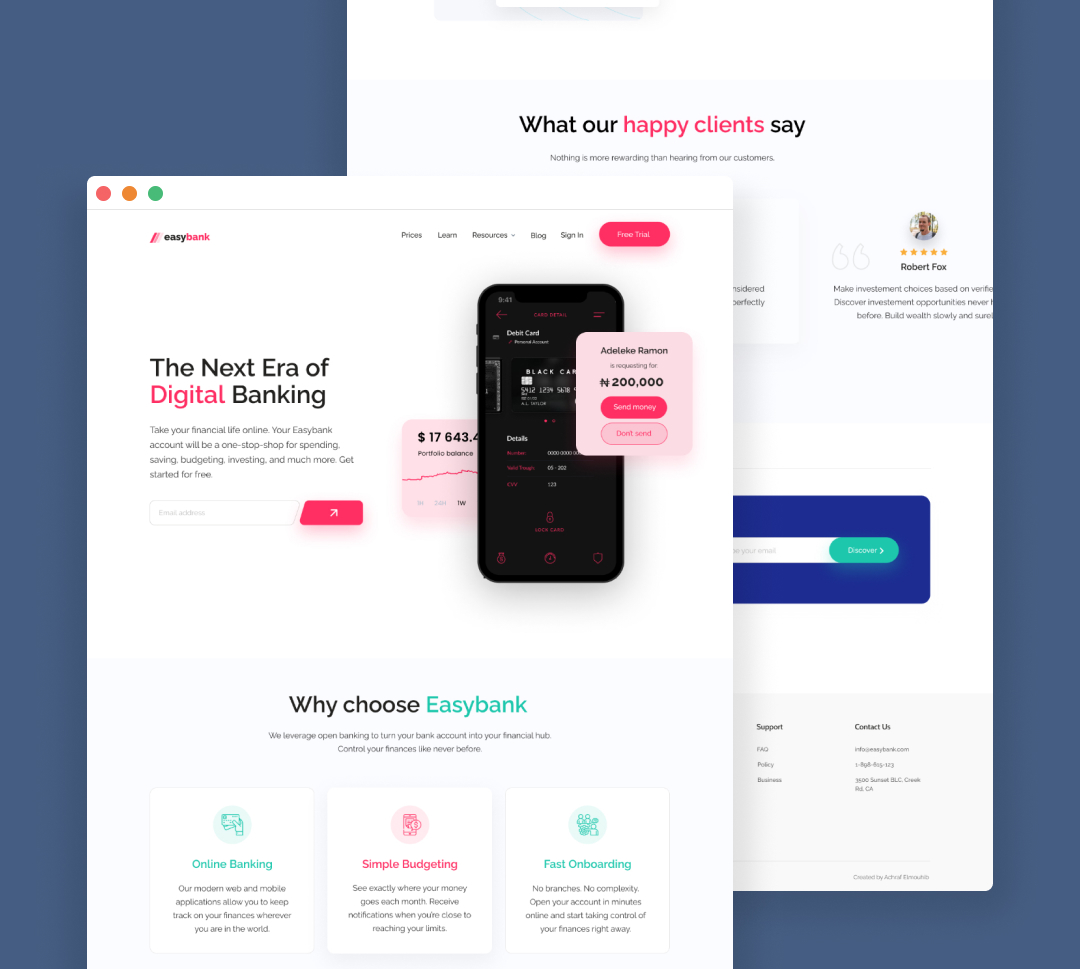 What our happy clients say
Nothing is more rewarding than hearing from our customers.
easybank
Prices
Learn
Resources
Blog
Sign In
Free Trial
The Next Era of
Digital Banking
Take your financial life online. Your Easybank
account will be a one-stop-shop for spending,
saving, budgeting, investing, and much more. Get
started for free.
Email address
$ 17 643.4
Portfolio balance
1H
24H
1W
9:41
CARD DETAIL
Debit Card
Personal Account
BLACK CAR
5412 1234 5678
A.L. TAYLOR
Details
Number
0000 0000 00
Valid Trough
05 - 202
CVV
123
LOCK CARD
Adeleke Ramon
is requesting for
₦ 200,000
Send money
Don't send
Robert Fox
Make investement choices based on verifie
Discover investement opportunities never
before. Build wealth slowly and surel
nsidered
perfectly
your email
Discover
Why choose Easybank
We leverage open banking to turn your bank account into your financial hub.
Control your finances like never before.
Online Banking
Our modern web and mobile
applications allow you to keep
track on your finances wherever
you are in the world.
Simple Budgeting
See exactly where your money
goes each month. Receive
notifications when you're close to
reaching your limits.
Fast Onboarding
No branches. No complexity.
Open your account in minutes
online and start taking control of
your finances right away.
Support
FAQ
Policy
Business
Contact Us
info@easybank.com
1-898-815-123
3500 Sunset BLC, Creek
Rd, CA
Created by Achraf Elmouhib